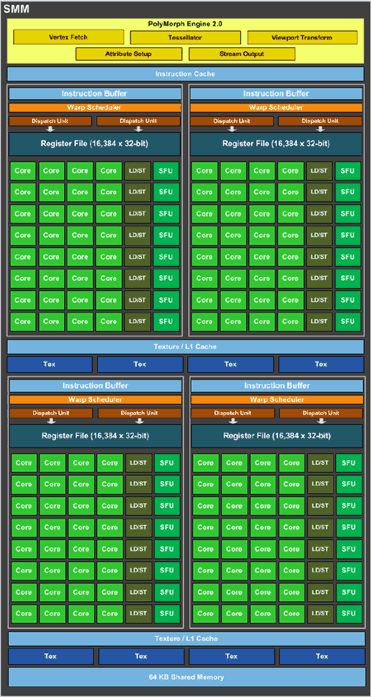 SMM
PolyMorph Engine 2.0
Vertex Fetch Tessellator Viewport Transform
Attribute Setup Stream Output
Instruction Cache
Instruction Buffer Instruction Buffer
Warp Scheduler Warp Scheduler
Dispatch Unit Dispatch Unit Dispatch Unit Dispatch Unit
Register File (16,384 x 32-bit) Register File (16,384 x 32-bit)
Core Core Core Core LD/ST SFU Core Core Core Core LD/ST SFU
Core Core Core Core LD/ST SFU Core Core Core Core LD/ST SFU
Core Core Core Core LD/ST SFU Core Core Core Core LD/ST SFU
Core Core Core Core LD/ST SFU Core Core Core Core LD/ST SFU
Core Core Core Core LD/ST SFU Core Core Core Core LD/ST SFU
Core Core Core Core LD/ST SFU Core Core Core Core LD/ST SFU
Core Core Core Core LD/ST SFU Core Core Core Core LD/ST SFU
Core Core Core Core LD/ST SFU Core Core Core Core LD/ST SFU
Texture / L1 Cache
Tex Tex Tex Tex
Instruction Buffer Instruction Buffer
Warp Scheduler Warp Scheduler
Dispatch Unit Dispatch Unit Dispatch Unit Dispatch Unit
Register File (16,384 x 32-bit) Register File (16,384 x 32-bit)
Core Core Core Core LD/ST SFU Core Core Core Core LD/ST SFU
Core Core Core Core LD/ST SFU Core Core Core Core LD/ST SFU
Core Core Core Core LD/ST SFU Core Core Core Core LD/ST SFU
Core Core Core Core LD/ST SFU Core Core Core Core LD/ST SFU
Core Core Core Core LD/ST SFU Core Core Core Core LD/ST SFU
Core Core Core Core LD/ST SFU Core Core Core Core LD/ST SFU
Core Core Core Core LD/ST SFU Core Core Core Core LD/ST SFU
Core Core Core Core LD/ST SFU Core Core Core Core LD/ST SFU
Texture / L1 Cache
Tex Tex Tex Tex
64 KB Shared Memory